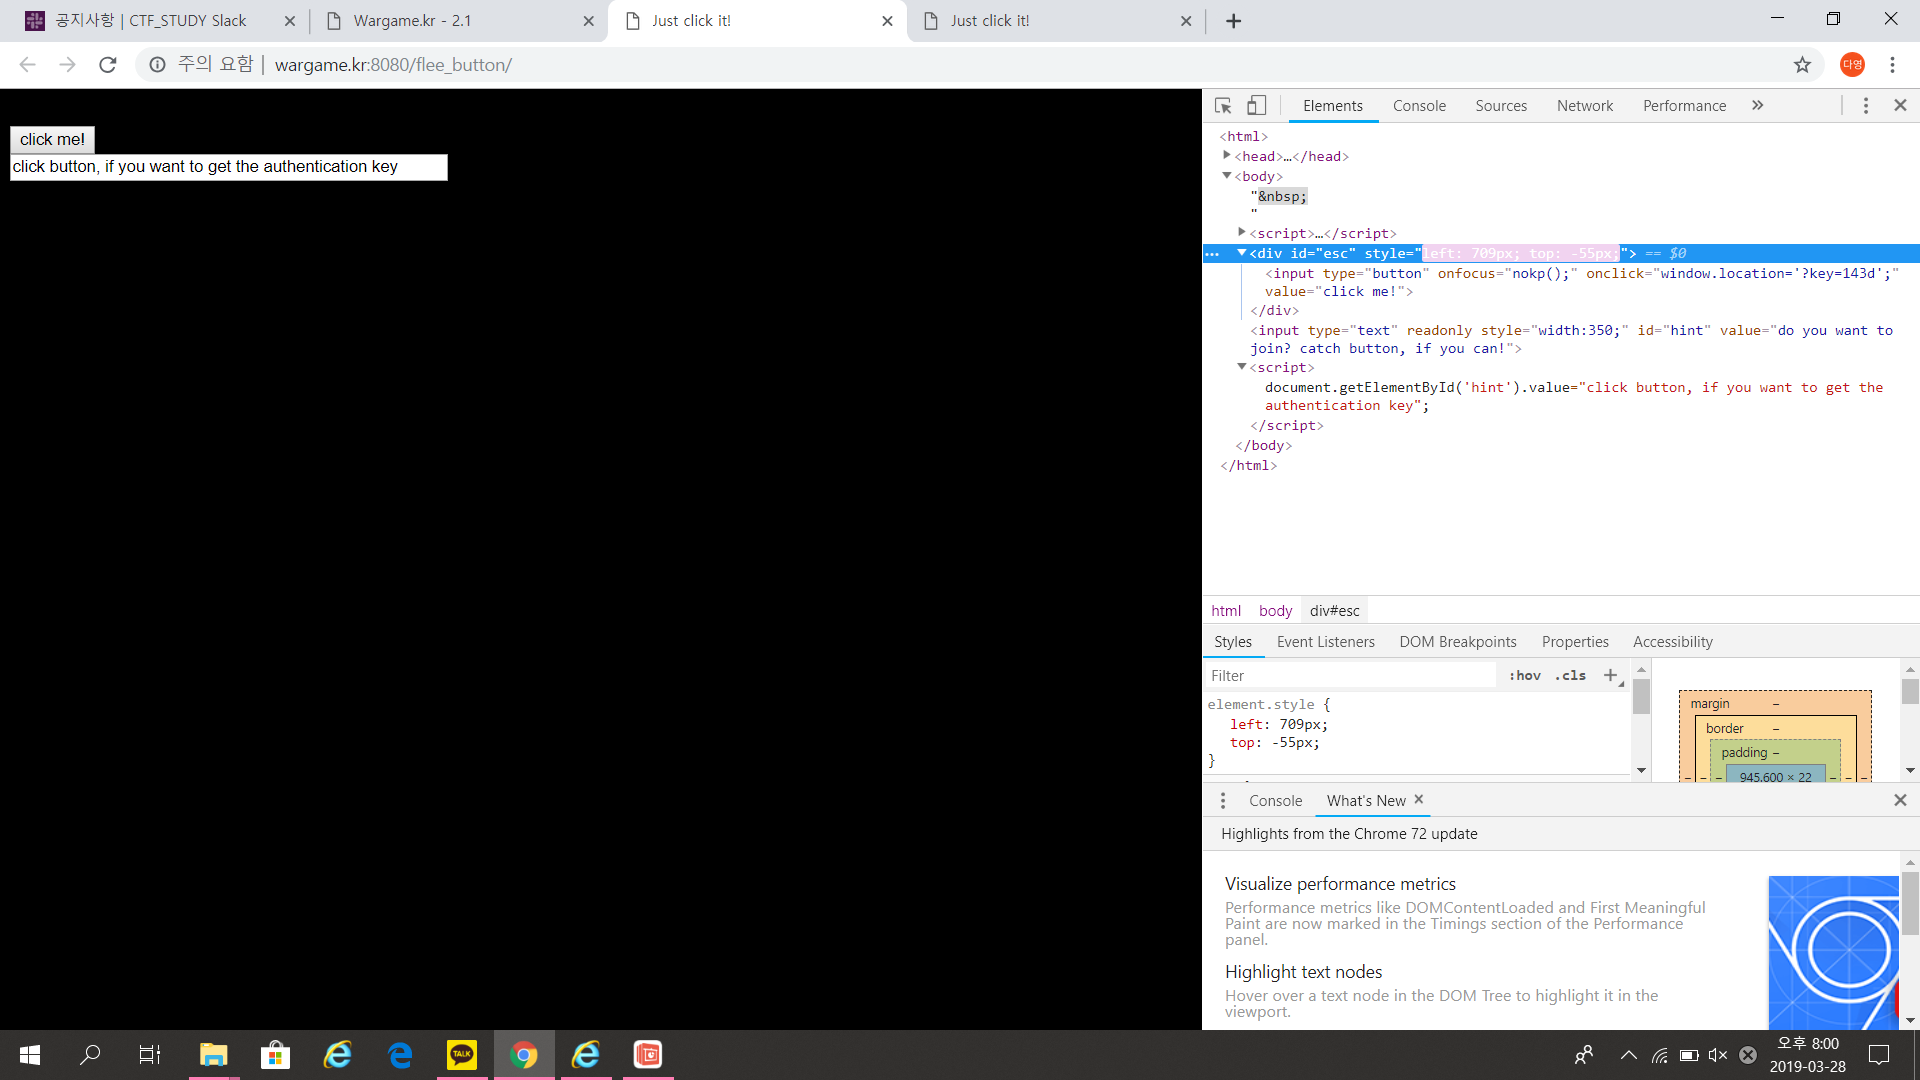 공지사항 | CTF_STUDY Slack
Wargame.kr - 2.1
Just click it!
Just click it!
주의 요함
wargame.kr:8080/flee_button/
다영
click me!
click button, if you want to get the authentication key
Elements
Console
Sources
Network
Performance
<html>
<head>…</head>
<body>
"&nbsp;
"
<script>…</script>
<div id="esc" style="left: 709px; top: -55px;"> == $0
<input type="button" onfocus="nokp();" onclick="window.location='?key=143d';"
value="click me!">
</div>
<input type="text" readonly style="width:350;" id="hint" value="do you want to
join? catch button, if you can!">
<script>
document.getElementById('hint').value="click button, if you want to get the
authentication key";
</script>
</body>
</html>
html
body
div#esc
Styles
Event Listeners
DOM Breakpoints
Properties
Accessibility
Filter
:hov
.cls
element.style {
left: 709px;
top: -55px;
}
margin
–
border
–
padding –
– – – 945.600 × 22 – – –
Console
What's New
Highlights from the Chrome 72 update
Visualize performance metrics
Performance metrics like DOMContentLoaded and First Meaningful
Paint are now marked in the Timings section of the Performance
panel.
Highlight text nodes
Hover over a text node in the DOM Tree to highlight it in the
viewport.
TALK
오후 8:00
2019-03-28